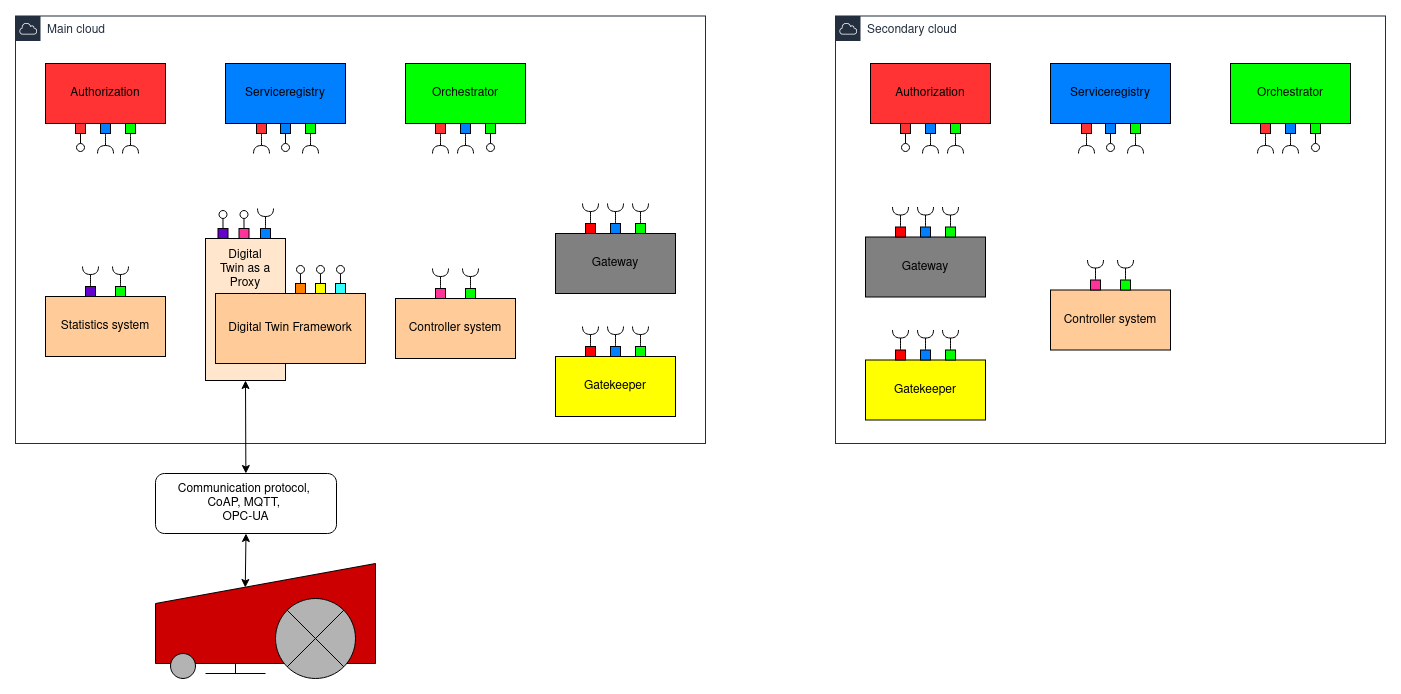 Main cloud
Authorization
Serviceregistry
Orchestrator
Digital
Twin as a
Proxy
Statistics system
Digital Twin Framework
Controller system
Gateway
Gatekeeper
Communication protocol,
CoAP, MQTT,
OPC-UA
Secondary cloud
Authorization
Serviceregistry
Orchestrator
Gateway
Controller system
Gatekeeper